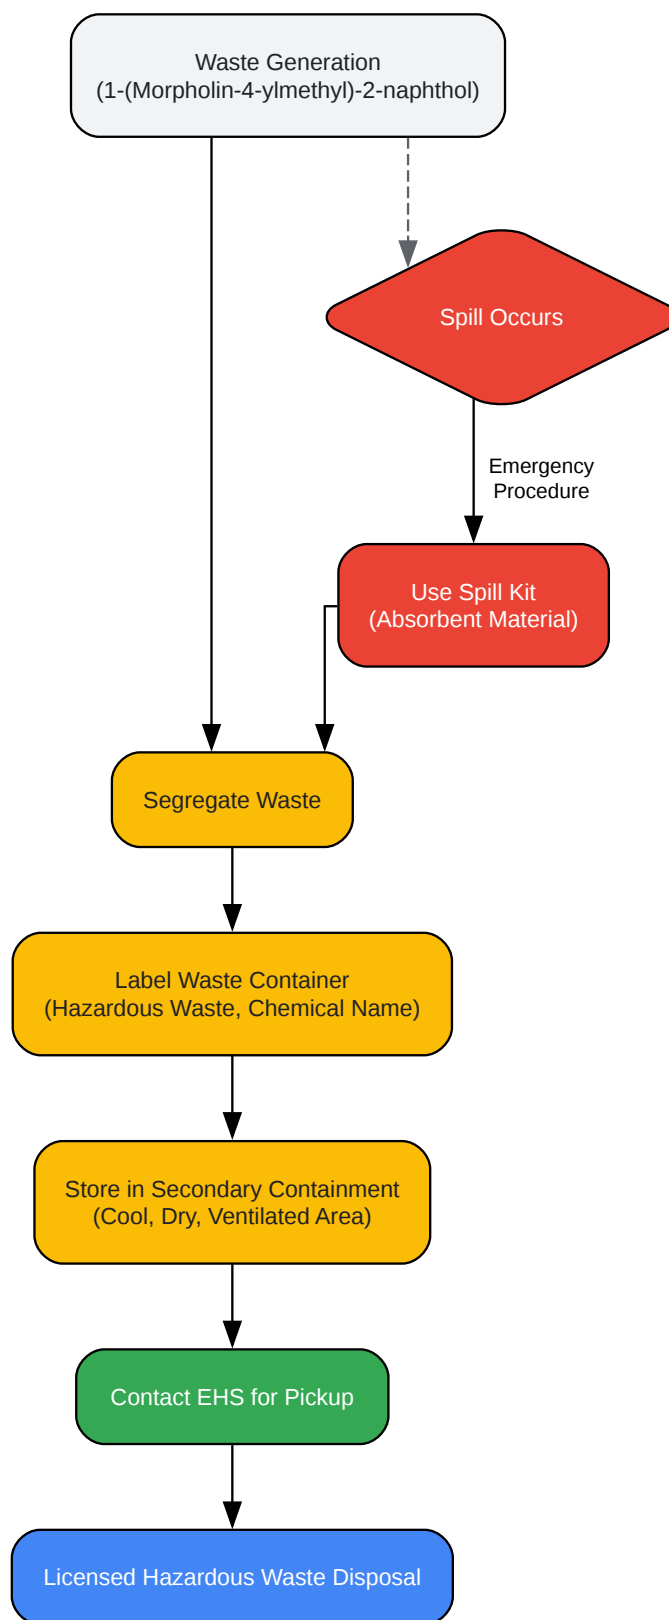 Waste Generation
(1-(Morpholin-4-ylmethyl)-2-naphthol)
Spill Occurs
Emergency
Procedure
Use Spill Kit
(Absorbent Material)
Segregate Waste
Label Waste Container
(Hazardous Waste, Chemical Name)
Store in Secondary Containment
(Cool, Dry, Ventilated Area)
Contact EHS for Pickup
Licensed Hazardous Waste Disposal